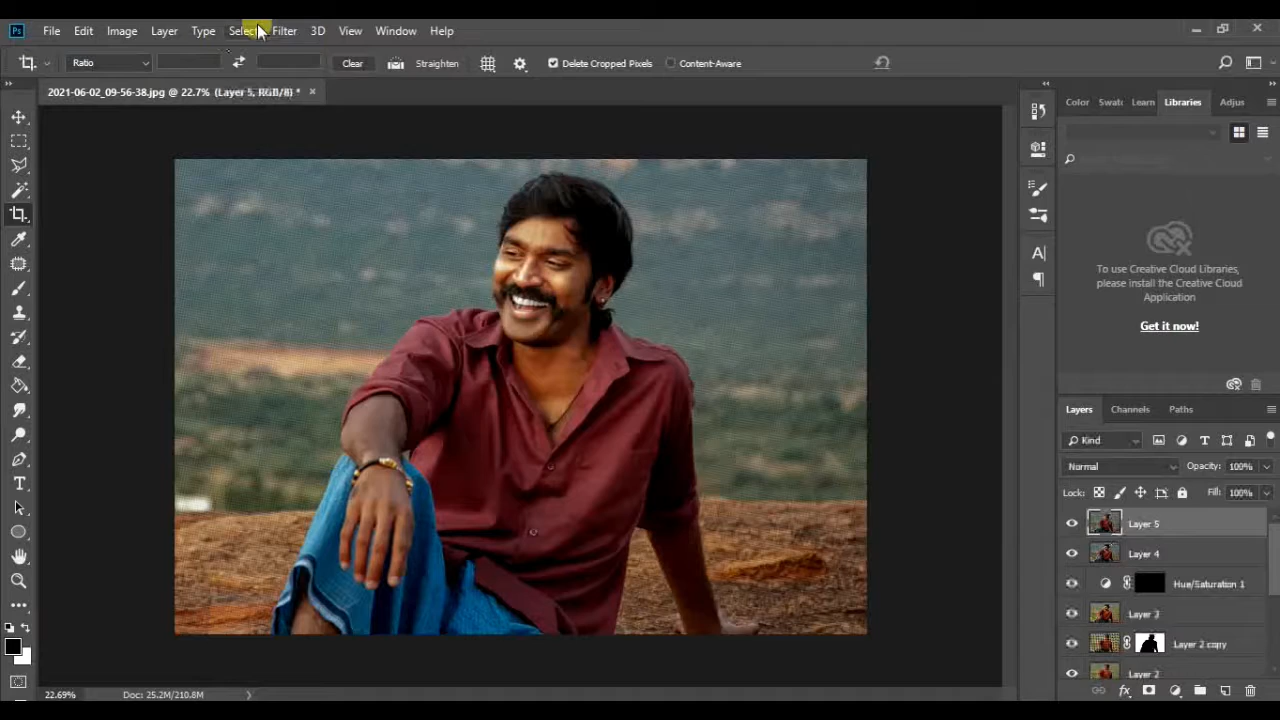 Ps File Edit Image Layer Type Select Filter 3D View Window Help
Ratio Clear Straighten Delete Cropped Pixels Content-Aware
2021-06-02_09-56-38.jpg @ 22.7% (Layer 5, RGB/8) * ×
Color Swatc Learn Libraries Adjus
To use Creative Cloud Libraries,
please install the Creative Cloud
Application
Get it now!
Layers Channels Paths
Kind
Normal Opacity: 100%
Lock: Fill: 100%
Layer 5
Layer 4
Hue/Saturation 1
Layer 3
Layer 2 copy
Layer 2
22.69% Doc: 25.2M/210.8M